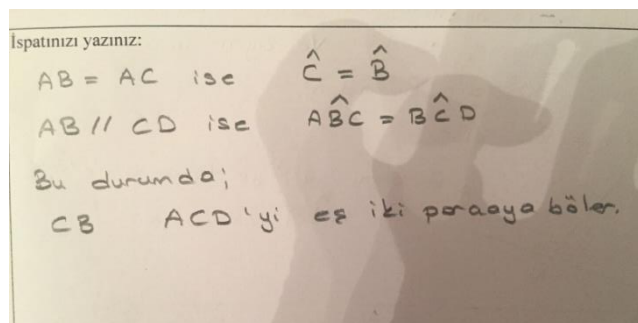 İspatınızı yazınız:
AB = AC ise Ĉ = B̂
AB // CD ise AB̂C = BĈD
Bu durumda;
CB ACD'yi eş iki parçaya böler.